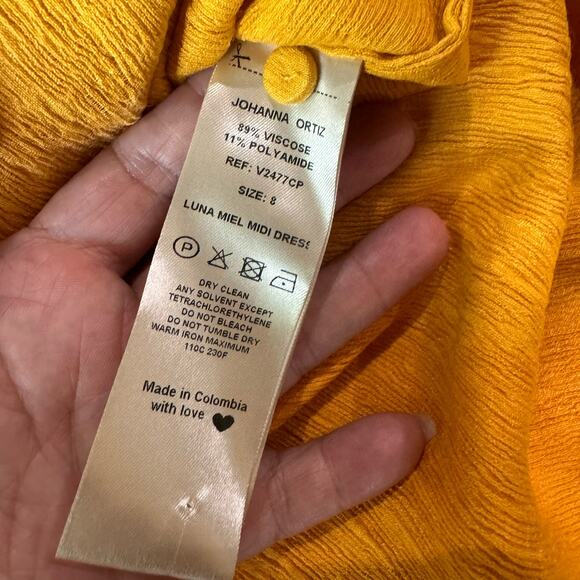 JOHANNA ORTIZ
89% VISCOSE
11% POLYAMIDE
REF: V2477CP
SIZE: 8
LUNA MIEL MIDI DRESS
P
DRY CLEAN
ANY SOLVENT EXCEPT
TETRACHLORETHYLENE
DO NOT BLEACH
DO NOT TUMBLE DRY
WARM IRON MAXIMUM
110C 230F
Made in Colombia
with love